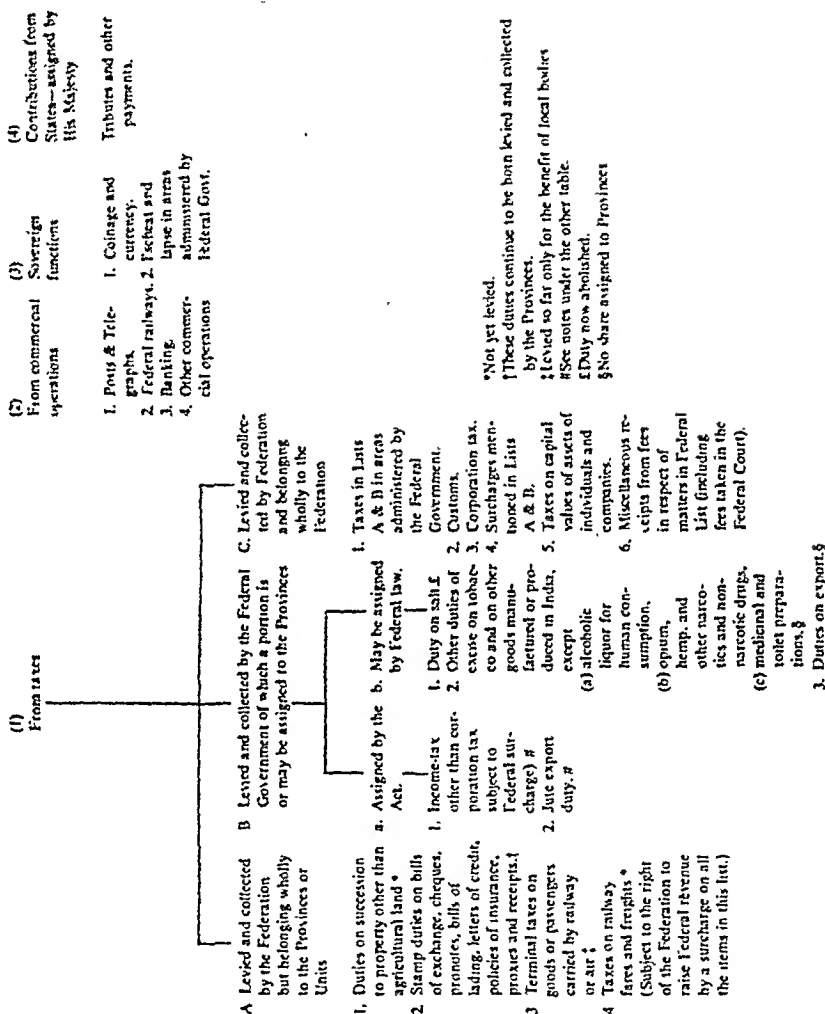 (1)
From taxes
(2)
From commercial
operations
(3)
Sovereign
functions
(4)
Contributions from
States—assigned by
His Majesty
1. Posts & Tele-
graphs.
2. Federal railways.
3. Banking.
4. Other commer-
cial operations
1. Coinage and
currency.
2. Escheat and
lapse in areas
administered by
Federal Govt.
Tributes and other
payments.
A Levied and collected
by the Federation
but belonging wholly
to the Provinces or
Units
1. Duties on succession
to property other than
agricultural land *
2 Stamp duties on bills
of exchange, cheques,
pronotes, bills of
lading, letters of credit,
policies of insurance,
proxies and receipts.†
3 Terminal taxes on
goods or passengers
carried by railway
or air ‡
4 Taxes on railway
fares and freights *
(Subject to the right
of the Federation to
raise Federal revenue
by a surcharge on all
the items in this list.)
B Levied and collected by the Federal
Government of which a portion is
or may be assigned to the Provinces
a. Assigned by the
Act.
1. Income-tax
other than cor-
poration tax
subject to
Federal sur-
charge) #
2. Jute export
duty. #
b. May be assigned
by Federal law.
1. Duty on salt.£
2. Other duties of
excise on tobac-
co and on other
goods manu-
factured or pro-
duced in India,
except
(a) alcoholic
liquor for
human con-
sumption,
(b) opium,
hemp, and
other narco-
tics and non-
narcotic drugs,
(c) medicinal and
toilet prepara-
tions.§
3. Duties on export.§
C. Levied and collec-
ted by Federation
and belonging
wholly to the
Federation
1. Taxes in Lists
A & B in areas
administered by
the Federal
Government.
2. Customs.
3. Corporation tax.
4. Surcharges men-
tioned in Lists
A & B.
5. Taxes on capital
values of assets of
individuals and
companies.
6. Miscellaneous re-
ceipts from fees
in respect of
matters in Federal
List (including
fees taken in the
Federal Court).
*Not yet levied.
†These duties continue to be born levied and collected
by the Provinces.
‡Levied so far only for the benefit of local bodies
#See notes under the other table.
£Duty now abolished.
§No share assigned to Provinces